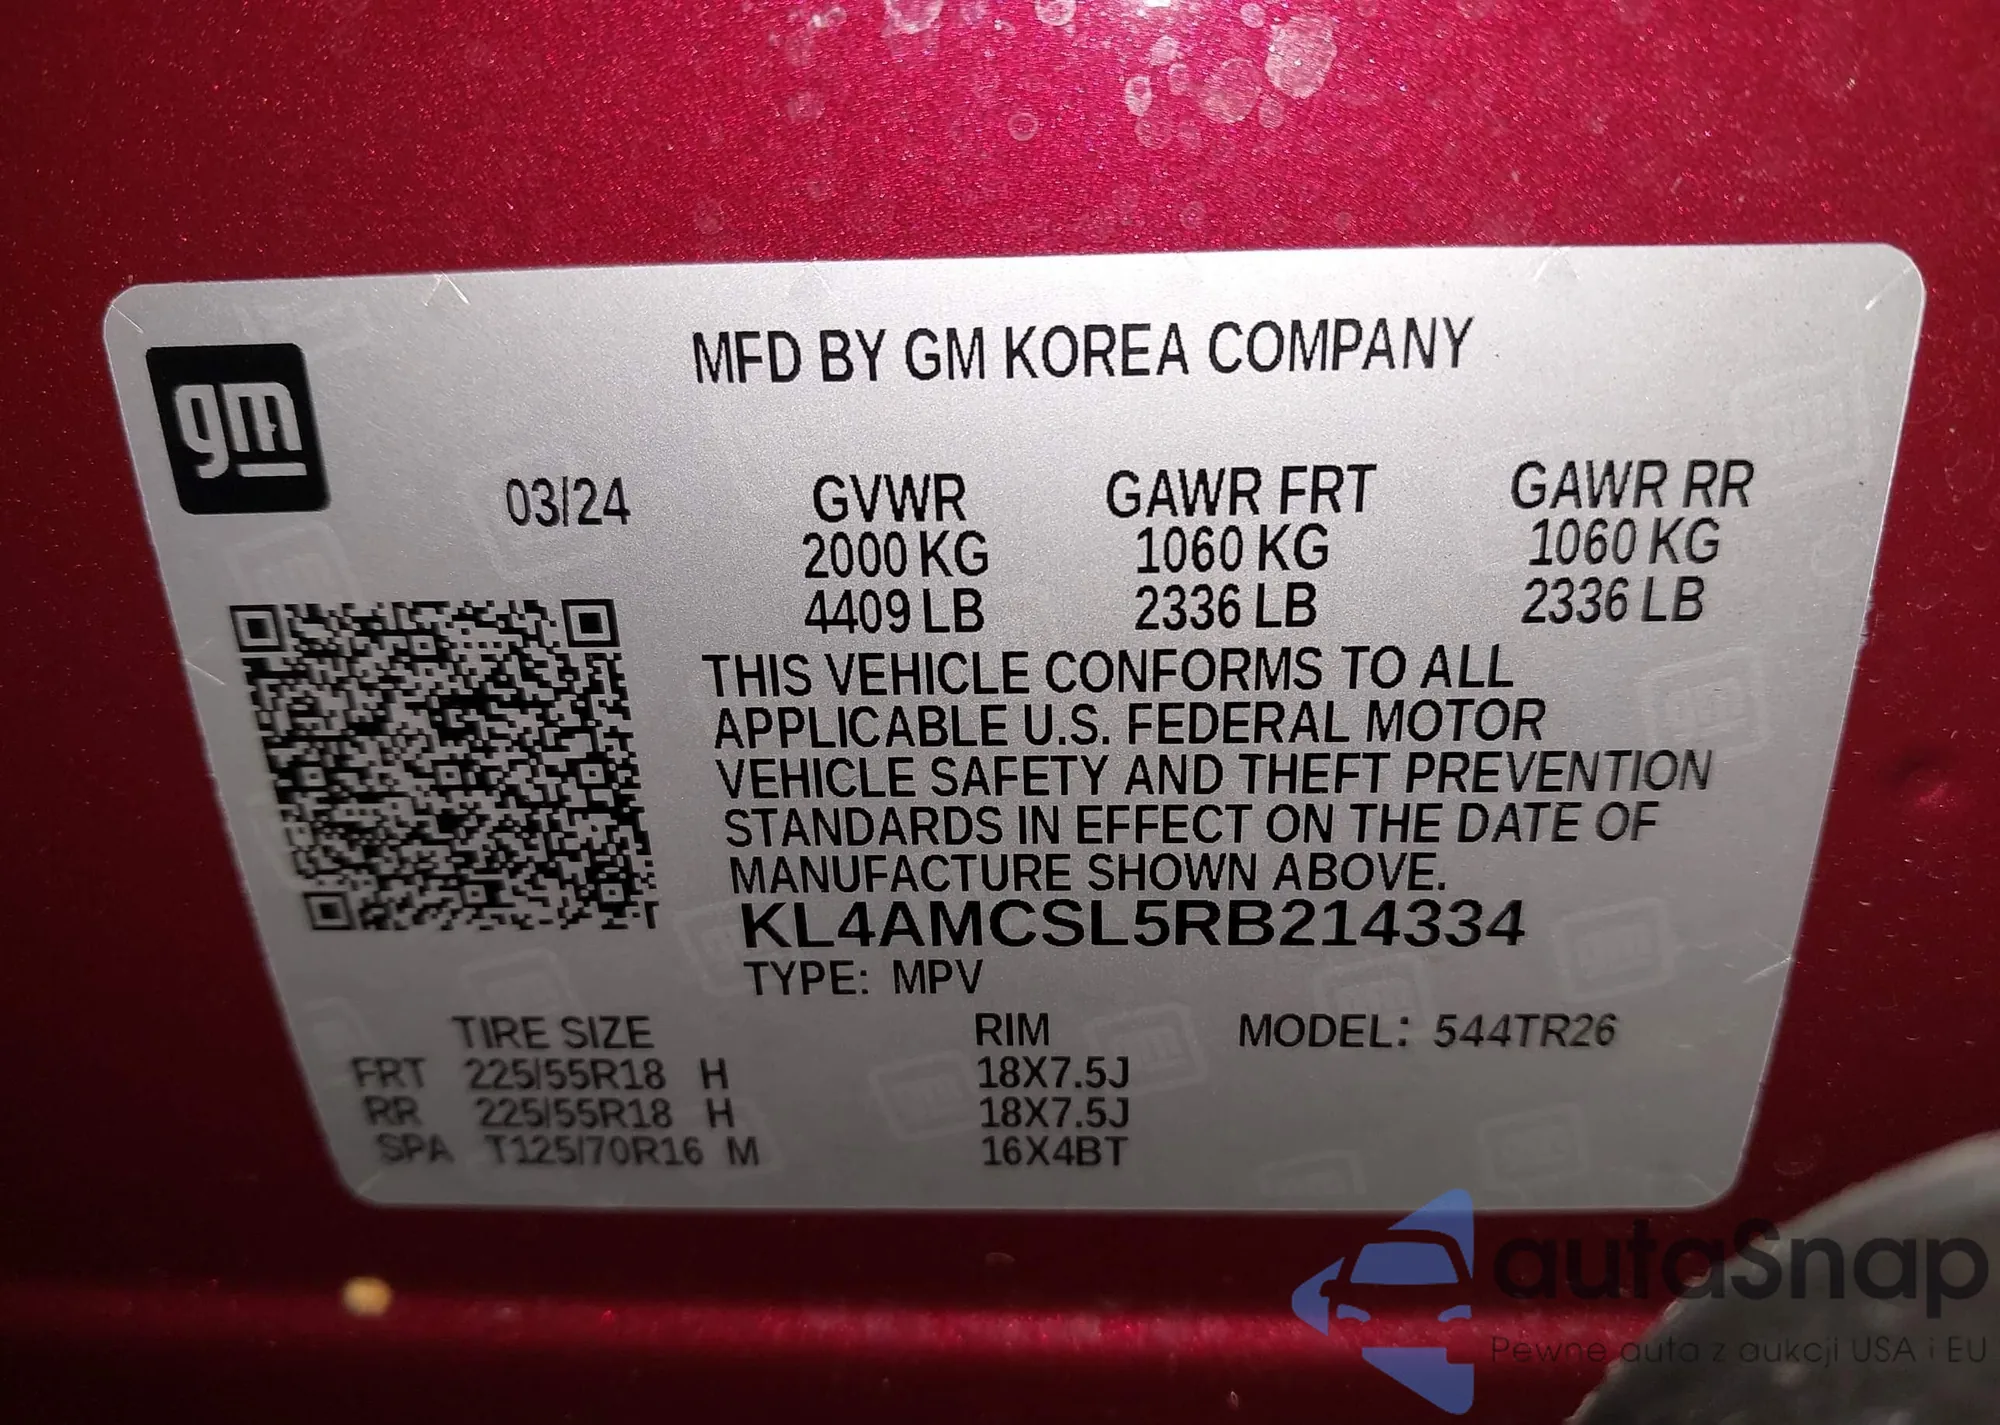 MFD BY GM KOREA COMPANY
gm
03/24 GVWR GAWR FRT GAWR RR
2000 KG 1060 KG 1060 KG
4409 LB 2336 LB 2336 LB
THIS VEHICLE CONFORMS TO ALL
APPLICABLE U.S. FEDERAL MOTOR
VEHICLE SAFETY AND THEFT PREVENTION
STANDARDS IN EFFECT ON THE DATE OF
MANUFACTURE SHOWN ABOVE.
KL4AMCSL5RB214334
TYPE: MPV
TIRE SIZE RIM MODEL: 544TR26
FRT 225/55R18 H 18X7.5J
RR 225/55R18 H 18X7.5J
SPA T125/70R16 M 16X4BT
autaSnap
Pewne auta z aukcji USA i EU